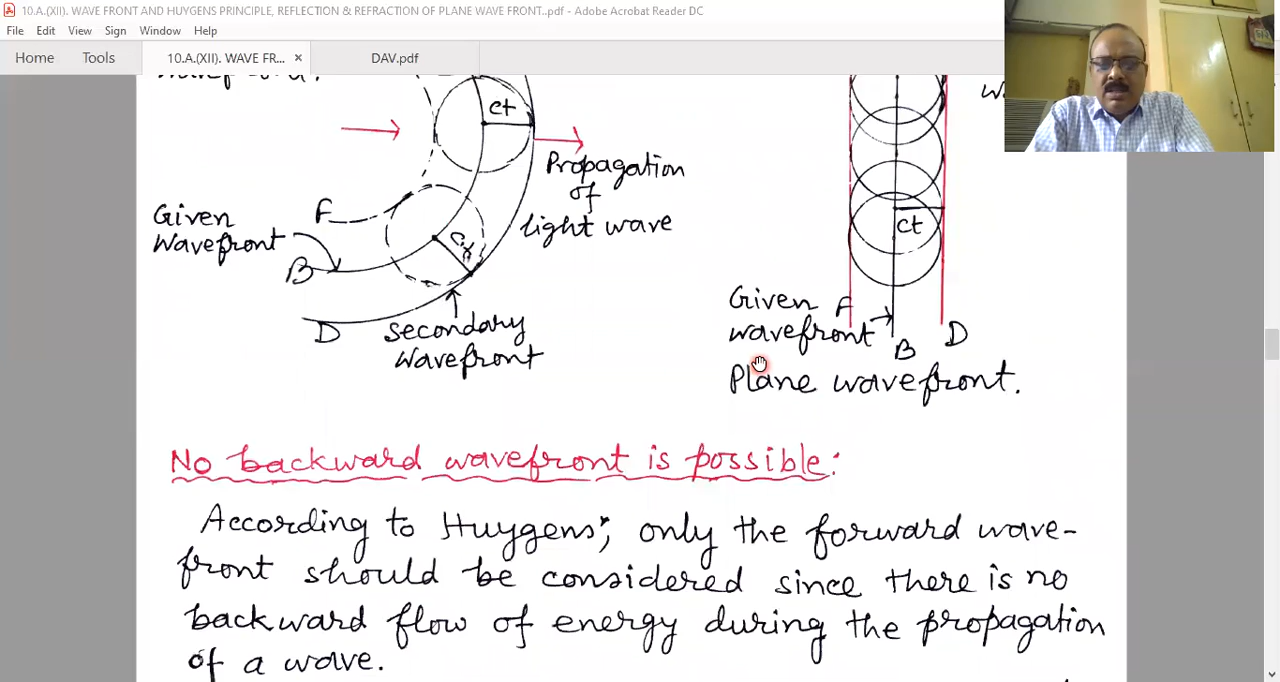 10.A.(XII). WAVE FRONT AND HUYGENS PRINCIPLE, REFLECTION & REFRACTION OF PLANE WAVE FRONT..pdf - Adobe Acrobat Reader DC
File Edit View Sign Window Help
Home Tools 10.A.(XII). WAVE FR... × DAV.pdf
ct
Propagation
of
light wave
Given
Wavefront
F
B
D
ct
Secondary
Wavefront
ct
Given
wavefront
F
B
D
Plane wavefront.
No backward wavefront is possible:
According to Huygens', only the forward wave-
front should be considered since there is no
backward flow of energy during the propagation
of a wave.